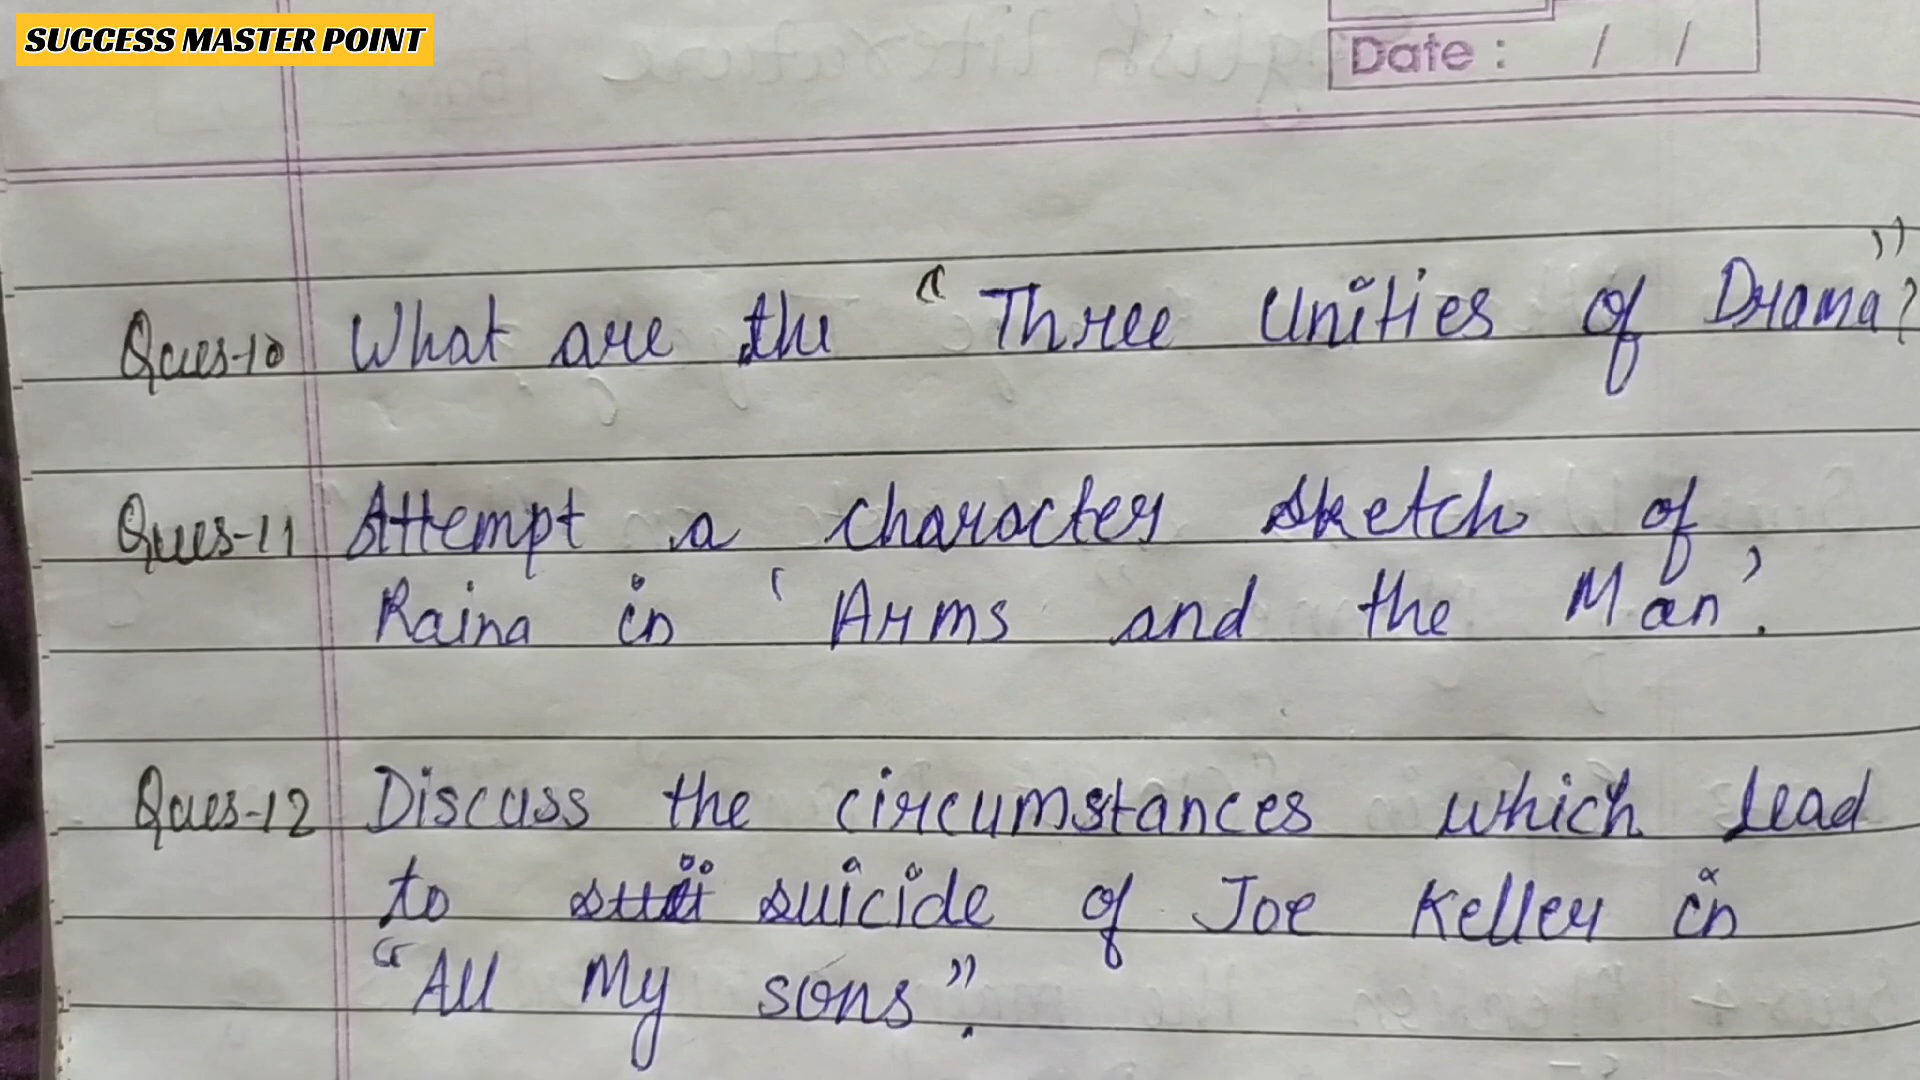 SUCCESS MASTER POINT
Date : / /
Ques-10 What are the "Three Unities of Drama"?
Ques-11 Attempt a character sketch of
Raina in 'Arms and the Man'.
Ques-12 Discuss the circumstances which lead
to suicide of Joe Keller in
"All My sons".